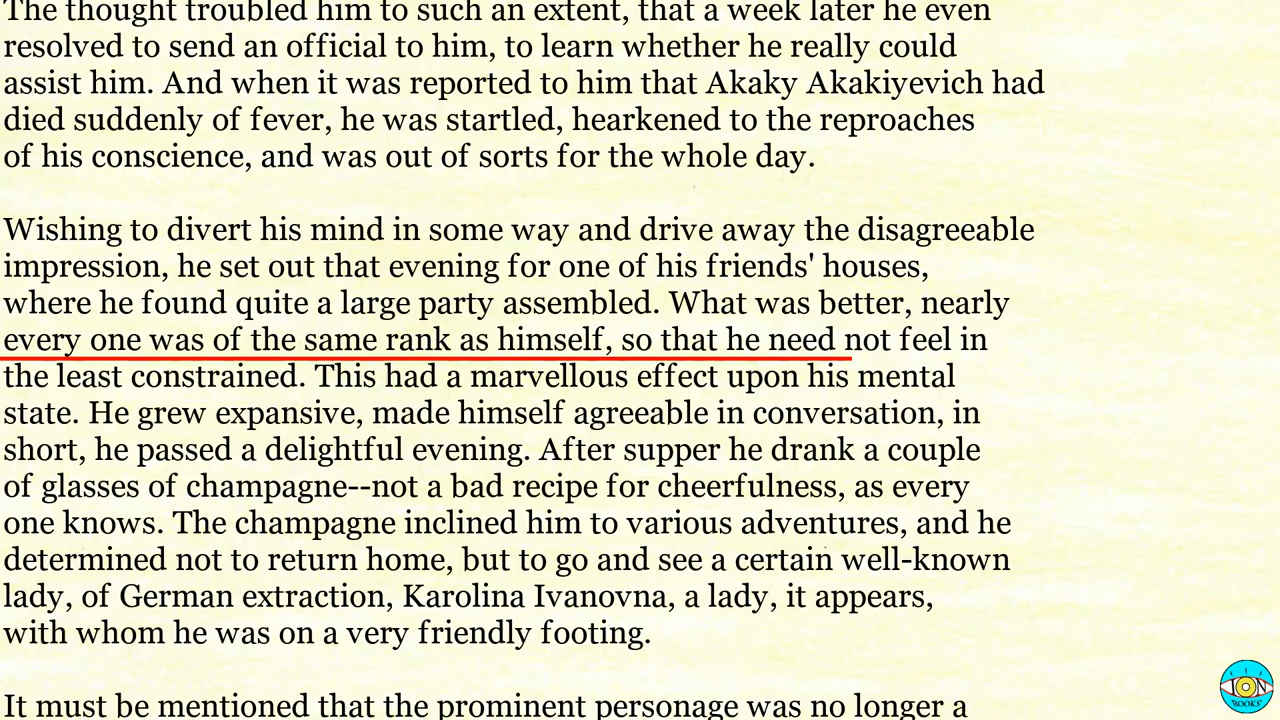 The thought troubled him to such an extent, that a week later he even
resolved to send an official to him, to learn whether he really could
assist him. And when it was reported to him that Akaky Akakiyevich had
died suddenly of fever, he was startled, hearkened to the reproaches
of his conscience, and was out of sorts for the whole day.
Wishing to divert his mind in some way and drive away the disagreeable
impression, he set out that evening for one of his friends' houses,
where he found quite a large party assembled. What was better, nearly
every one was of the same rank as himself, so that he need not feel in
the least constrained. This had a marvellous effect upon his mental
state. He grew expansive, made himself agreeable in conversation, in
short, he passed a delightful evening. After supper he drank a couple
of glasses of champagne--not a bad recipe for cheerfulness, as every
one knows. The champagne inclined him to various adventures, and he
determined not to return home, but to go and see a certain well-known
lady, of German extraction, Karolina Ivanovna, a lady, it appears,
with whom he was on a very friendly footing.
It must be mentioned that the prominent personage was no longer a
ION
BOOKS